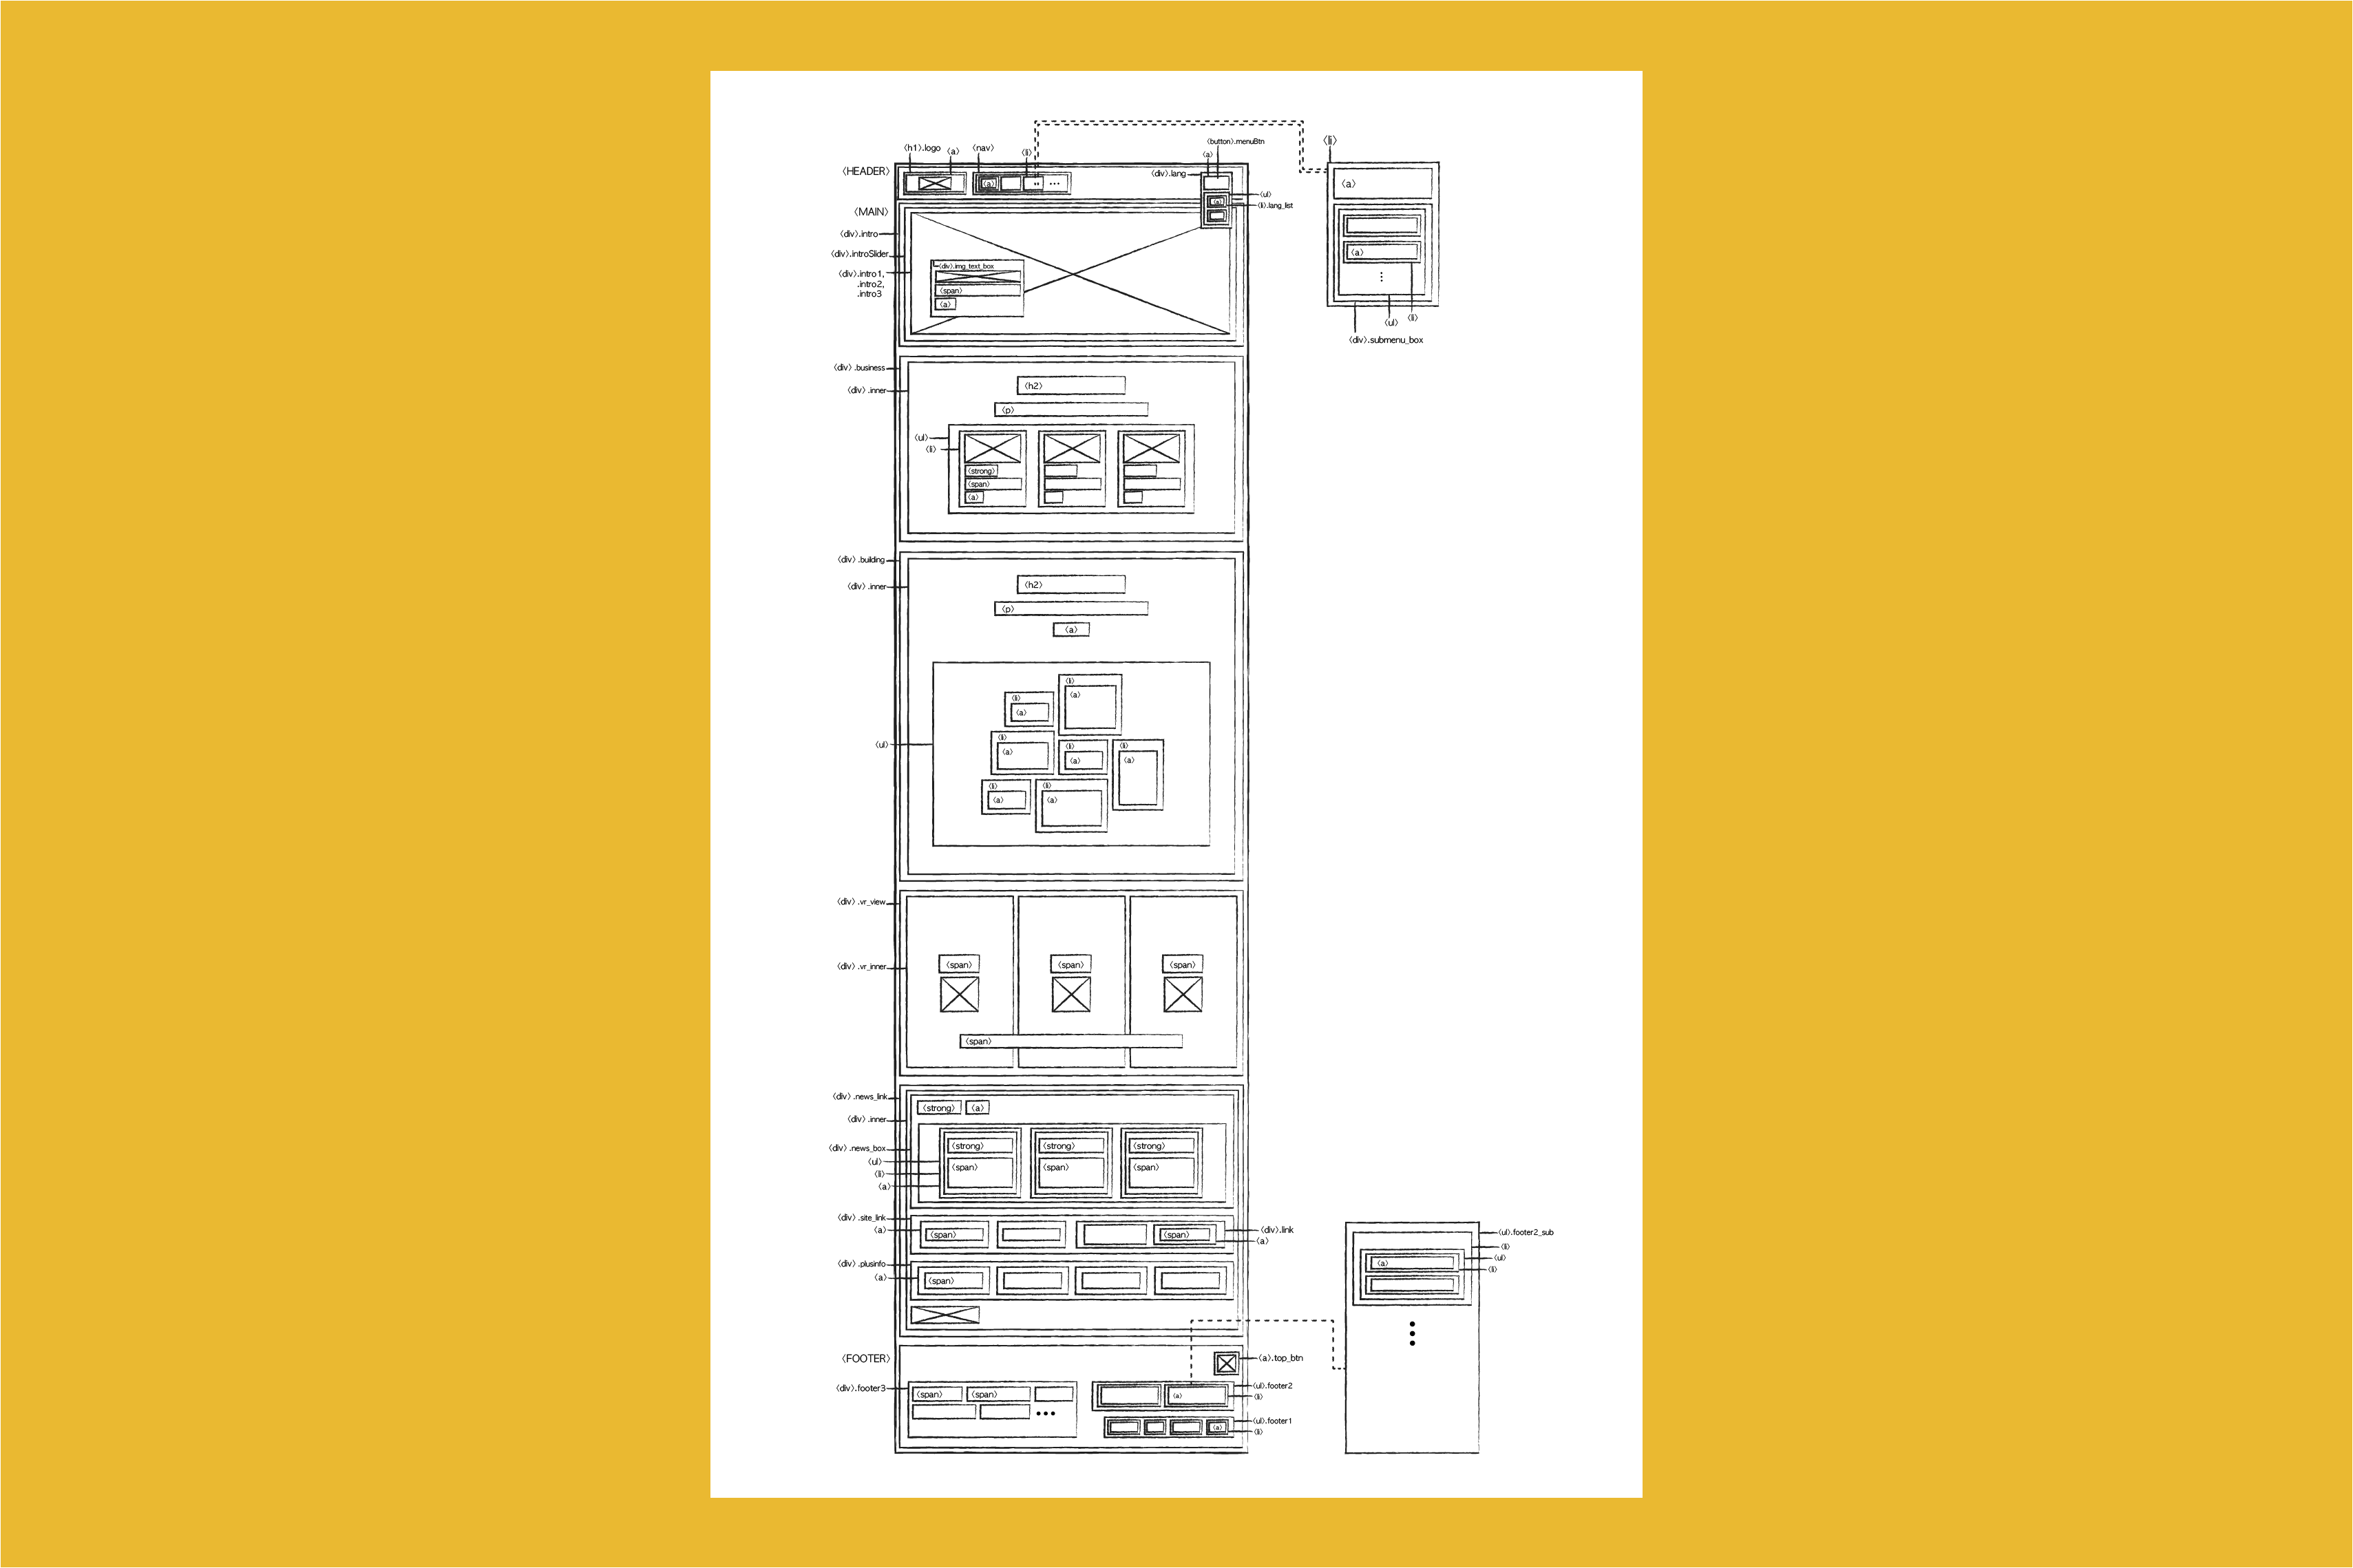 〈h1〉.logo
〈a〉
〈nav〉
〈li〉
〈button〉.menuBtn
〈a〉
〈li〉
〈HEADER〉
〈a〉
..
...
〈div〉.lang
〈a〉
〈ul〉
〈a〉
〈li〉.lang_list
〈MAIN〉
〈div〉.intro
〈div〉.introSlider
〈div〉.intro1,
.intro2,
.intro3
〈div〉.img_text_box
〈span〉
〈a〉
〈a〉
〈ul〉
〈li〉
〈div〉.submenu_box
〈div〉 .business
〈div〉 .inner
〈h2〉
〈p〉
〈ul〉
〈li〉
〈strong〉
〈span〉
〈a〉
〈div〉 .building
〈div〉 .inner
〈h2〉
〈p〉
〈a〉
〈ul〉
〈li〉
〈a〉
〈li〉
〈a〉
〈li〉
〈a〉
〈li〉
〈a〉
〈li〉
〈a〉
〈li〉
〈a〉
〈li〉
〈a〉
〈div〉 .vr_view
〈div〉 .vr_inner
〈span〉
〈span〉
〈span〉
〈span〉
〈div〉 .news_link
〈strong〉 〈a〉
〈div〉 .inner
〈div〉 .news_box
〈ul〉
〈li〉
〈a〉
〈strong〉
〈span〉
〈strong〉
〈span〉
〈strong〉
〈span〉
〈div〉 .site_link
〈a〉
〈span〉
〈span〉
〈div〉.link
〈a〉
〈div〉 .plusinfo
〈a〉
〈span〉
〈ul〉.footer2_sub
〈li〉
〈ul〉
〈a〉
〈li〉
〈FOOTER〉
〈a〉.top_btn
〈div〉.footer3
〈span〉
〈span〉
〈a〉
〈ul〉.footer2
〈li〉
〈a〉
〈ul〉.footer1
〈li〉